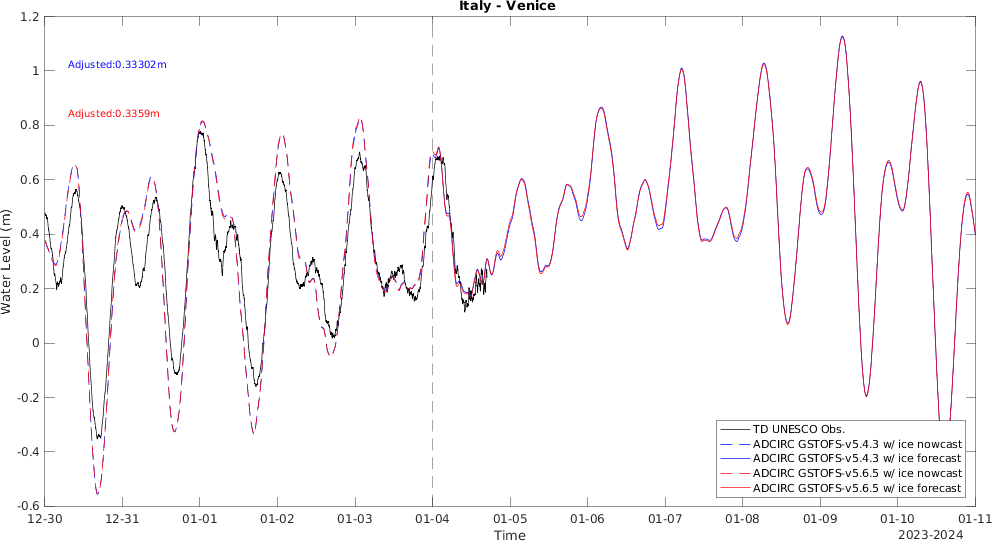 Italy - Venice
1.2
1
0.8
0.6
0.4
0.2
0
-0.2
-0.4
-0.6
Water Level (m)
Adjusted:0.33302m
Adjusted:0.3359m
TD UNESCO Obs.
ADCIRC GSTOFS-v5.4.3 w/ ice nowcast
ADCIRC GSTOFS-v5.4.3 w/ ice forecast
ADCIRC GSTOFS-v5.6.5 w/ ice nowcast
ADCIRC GSTOFS-v5.6.5 w/ ice forecast
12-30 12-31 01-01 01-02 01-03 01-04 01-05 01-06 01-07 01-08 01-09 01-10 01-11
Time
2023-2024